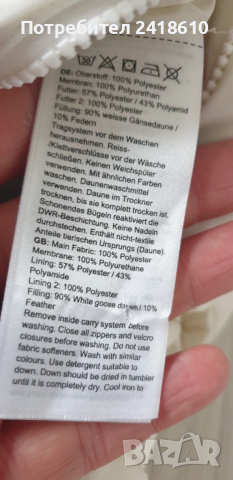 Потребител 2418610
DE: Oberstoff: 100% Polyester
Membran: 100% Polyurethan
Futter: 57% Polyester / 43% Polyamid
Futter 2: 100% Polyester
Füllung: 90% weisse Gänsedaune /
10% Federn
Tragsystem vor dem Waschen
herausnehmen. Reiss-
/Klettverschlüsse vor der Wäsche
schließen. Keinen Weichspüler
verwenden. Mit ähnlichen Farben
waschen. Daunenwaschmittel
verwenden. Daune im Trockner
trocknen, bis sie komplett trocken ist.
Schonendes Bügeln reaktiviert die
DWR-Beschichtung. Keine Nadeln
durchstechen. Enthält nicht-textile
Anteile tierischen Ursprungs (Daune).
GB: Main Fabric: 100% Polyester
Membrane: 100% Polyurethane
Lining: 57% Polyester / 43%
Polyamide
Lining 2: 100% Polyester
Filling: 90% White goose down / 10%
Feather
Remove inside carry system before
washing. Close all zippers and velcro
closures before washing. Do not use
fabric softeners. Wash with similar
colours. Use detergent suitable to
down. Down should be dried in tumbler
until it is completely dry. Cool iron to
bazar.bg